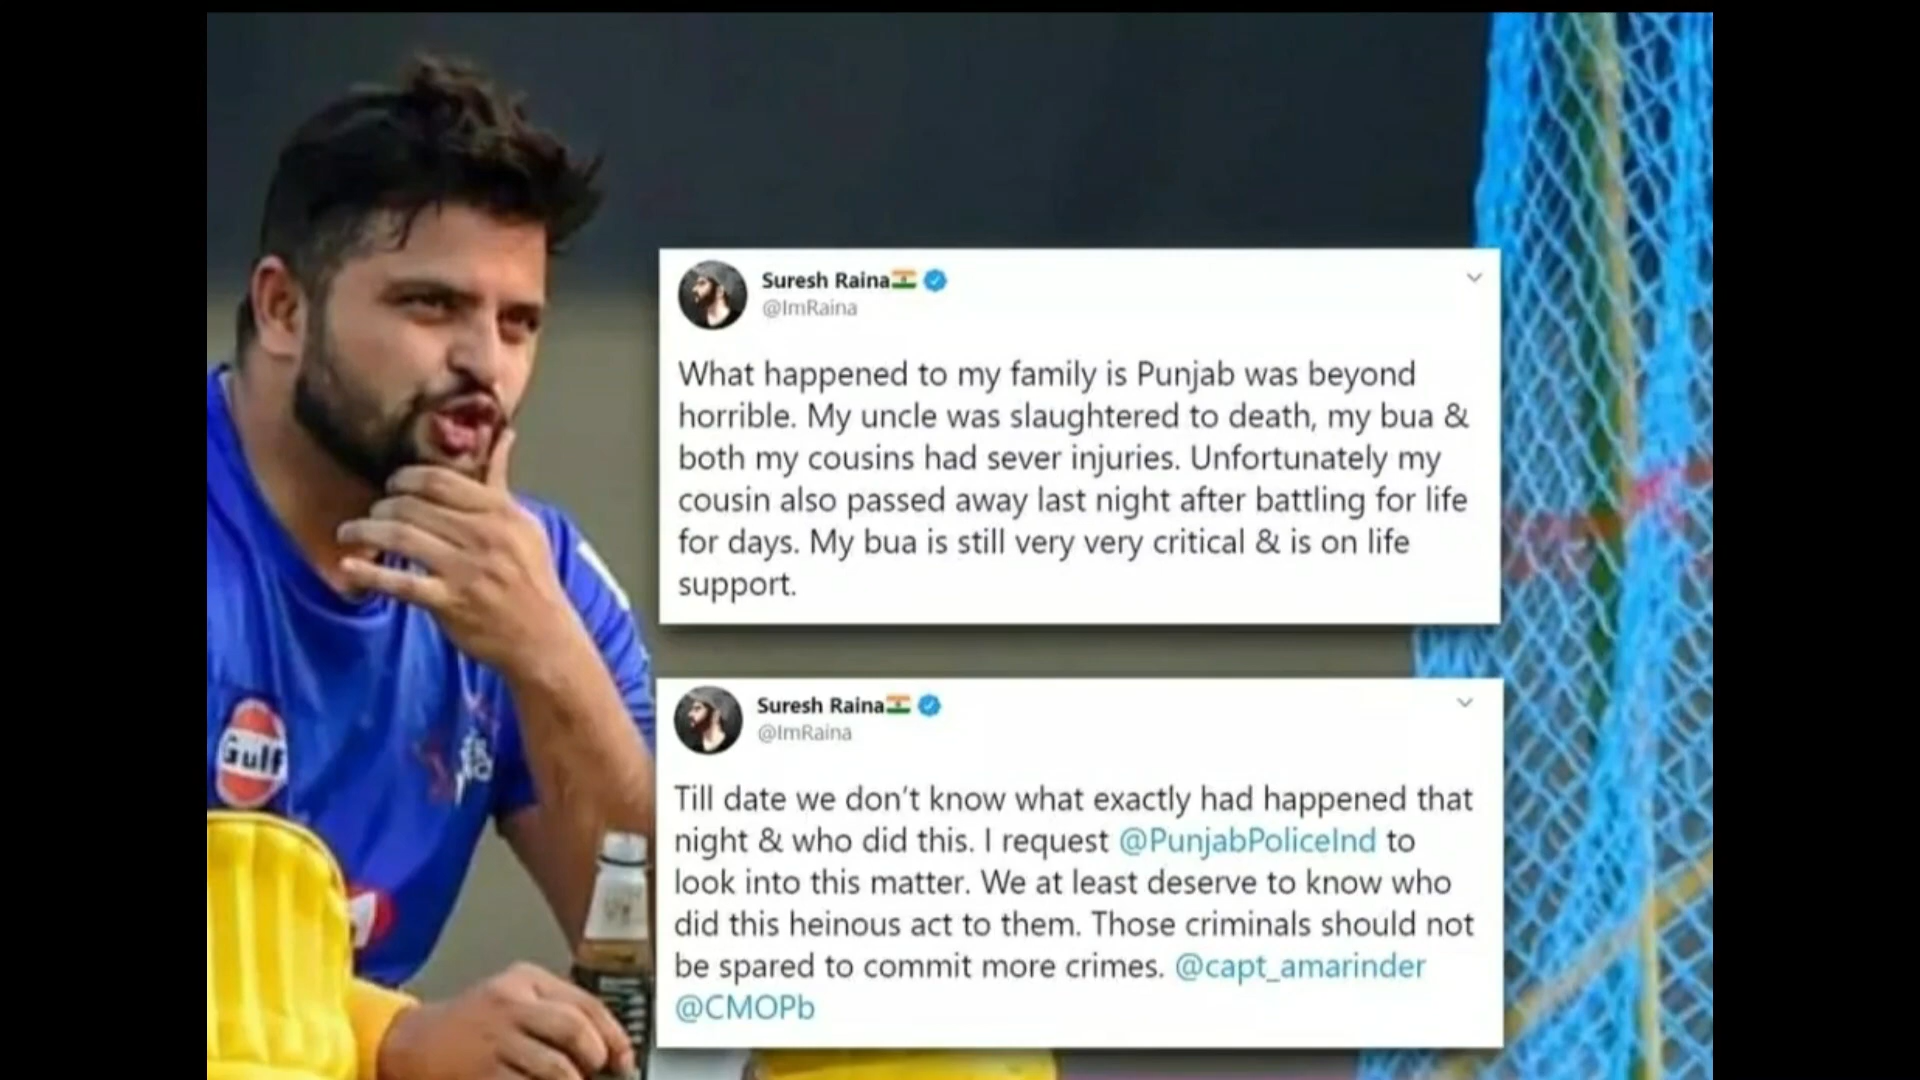 Suresh Raina
@ImRaina
What happened to my family is Punjab was beyond
horrible. My uncle was slaughtered to death, my bua &
both my cousins had sever injuries. Unfortunately my
cousin also passed away last night after battling for life
for days. My bua is still very very critical & is on life
support.
Suresh Raina
@ImRaina
Till date we don't know what exactly had happened that
night & who did this. I request @PunjabPoliceInd to
look into this matter. We at least deserve to know who
did this heinous act to them. Those criminals should not
be spared to commit more crimes. @capt_amarinder
@CMOPb
Gulf